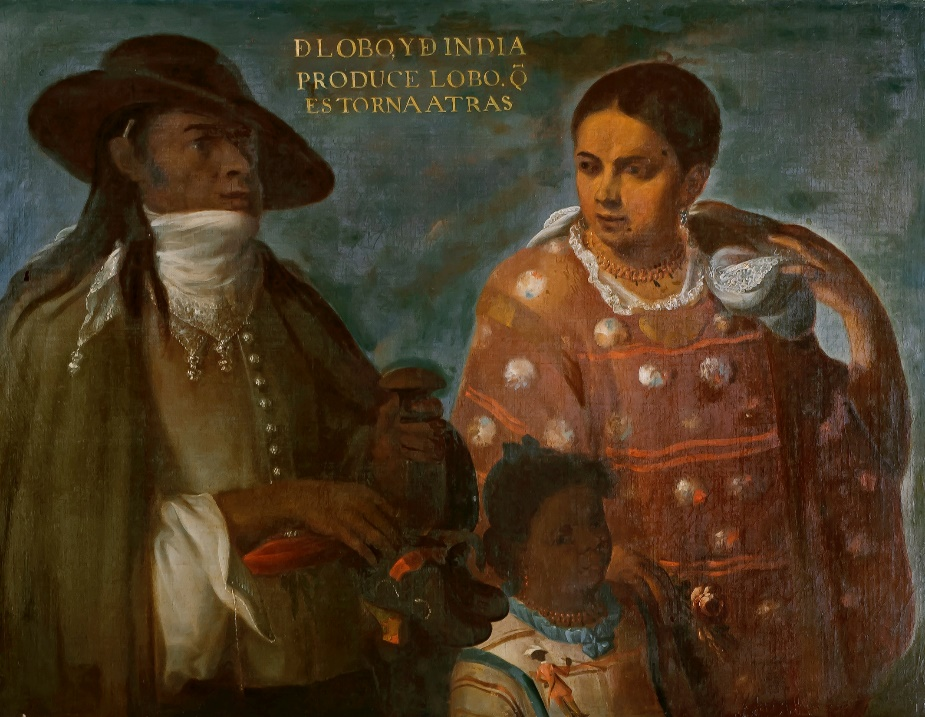 D LOBO, Y D INDIA
PRODUCE LOBO. Q̃
ES TORNA ATRAS